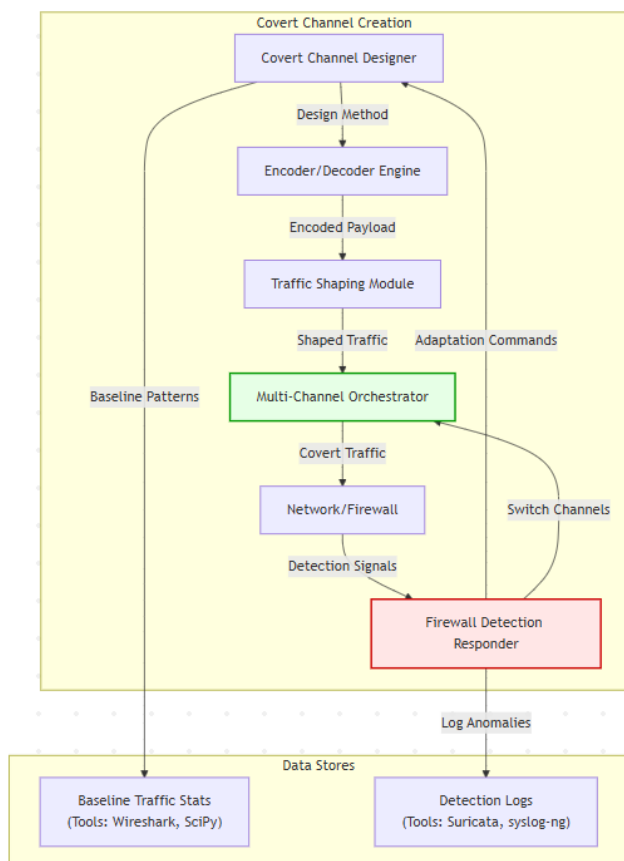 Covert Channel Creation
Covert Channel Designer
Design Method
Encoder/Decoder Engine
Encoded Payload
Traffic Shaping Module
Shaped Traffic
Adaptation Commands
Baseline Patterns
Multi-Channel Orchestrator
Covert Traffic
Network/Firewall
Switch Channels
Detection Signals
Firewall Detection
Responder
Log Anomalies
Data Stores
Baseline Traffic Stats
(Tools: Wireshark, SciPy)
Detection Logs
(Tools: Suricata, syslog-ng)